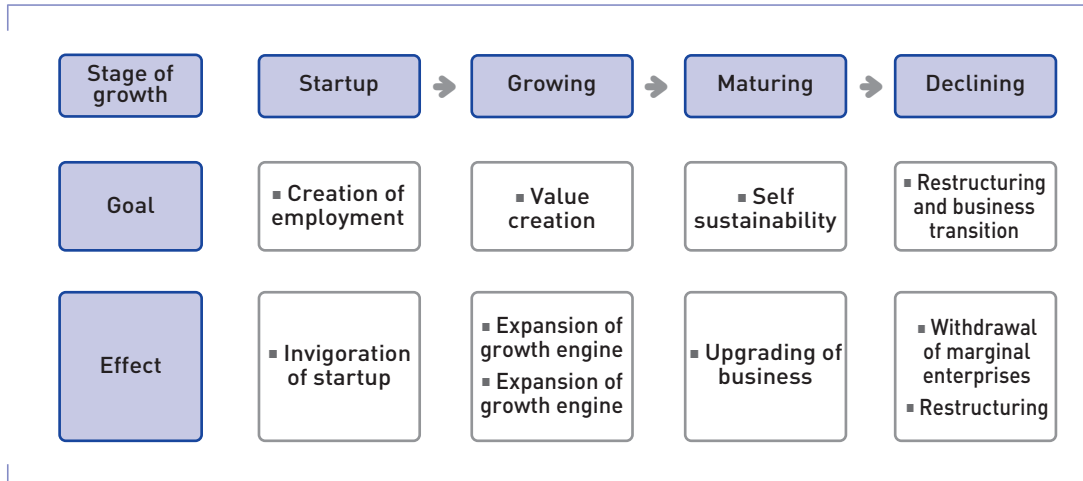 Stage of
growth
Startup
Growing
Maturing
Declining
Goal
▪ Creation of
employment
▪ Value
creation
▪ Self
sustainability
▪ Restructuring
and business
transition
Effect
▪ Invigoration
of startup
▪ Expansion of
growth engine
▪ Expansion of
growth engine
▪ Upgrading of
business
▪ Withdrawal
of marginal
enterprises
▪ Restructuring